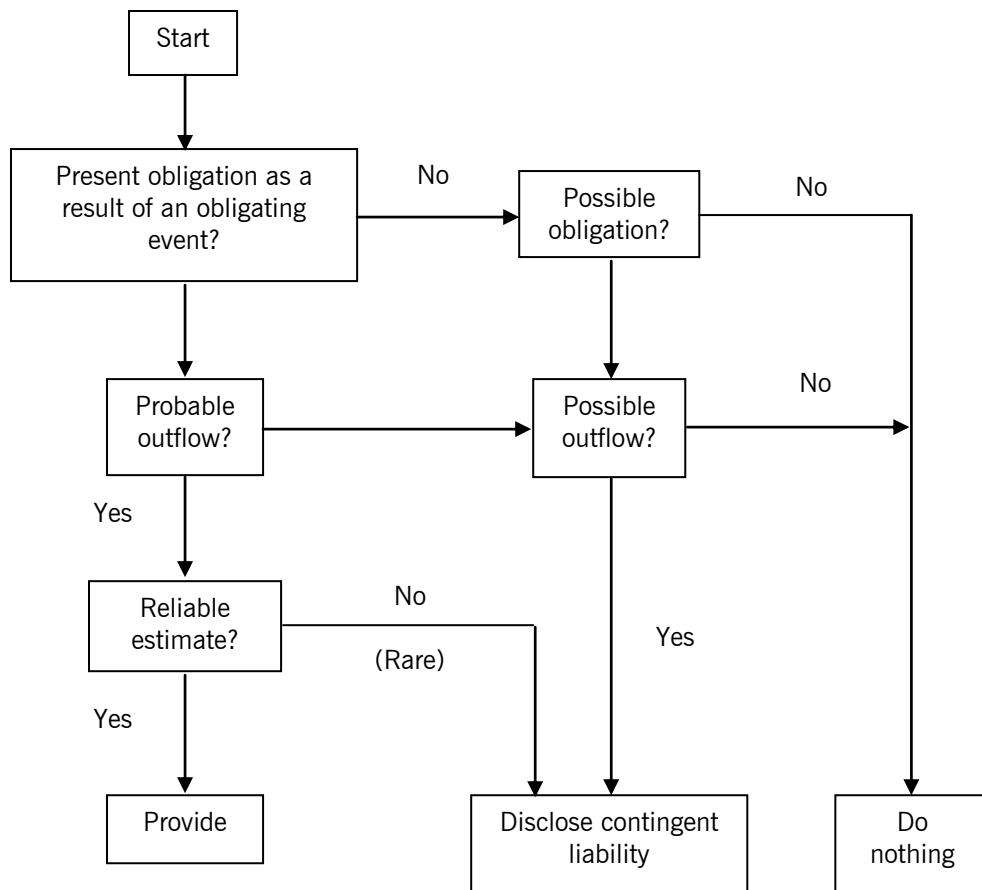 Start
Present obligation as a
result of an obligating
event?
No
Possible
obligation?
No
Probable
outflow?
Possible
outflow?
No
Yes
Reliable
estimate?
No
(Rare)
Yes
Yes
Provide
Disclose contingent
liability
Do
nothing